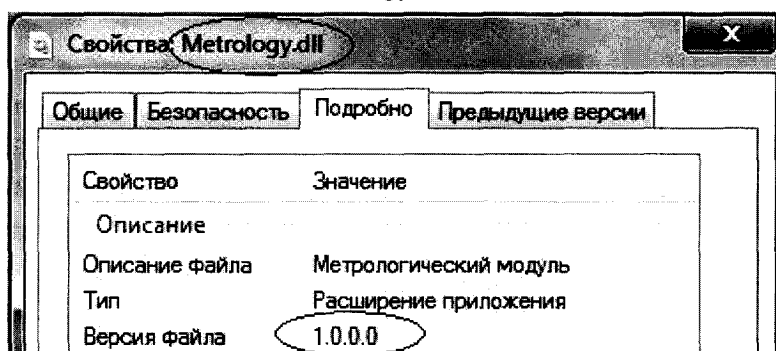 Свойства: Metrology.dll
Общие Безопасность Подробно Предыдущие версии
Свойство Значение
Описание
Описание файла Метрологический модуль
Тип Расширение приложения
Версия файла 1.0.0.0